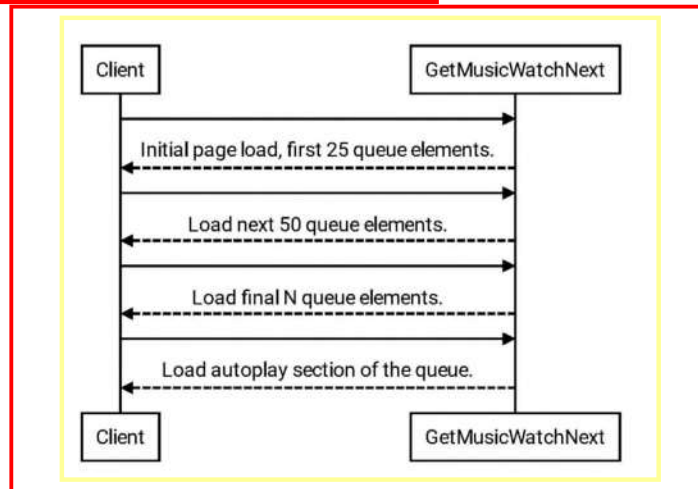 Client
GetMusicWatchNext
Initial page load, first 25 queue elements.
Load next 50 queue elements.
Load final N queue elements.
Load autoplay section of the queue.
Client
GetMusicWatchNext